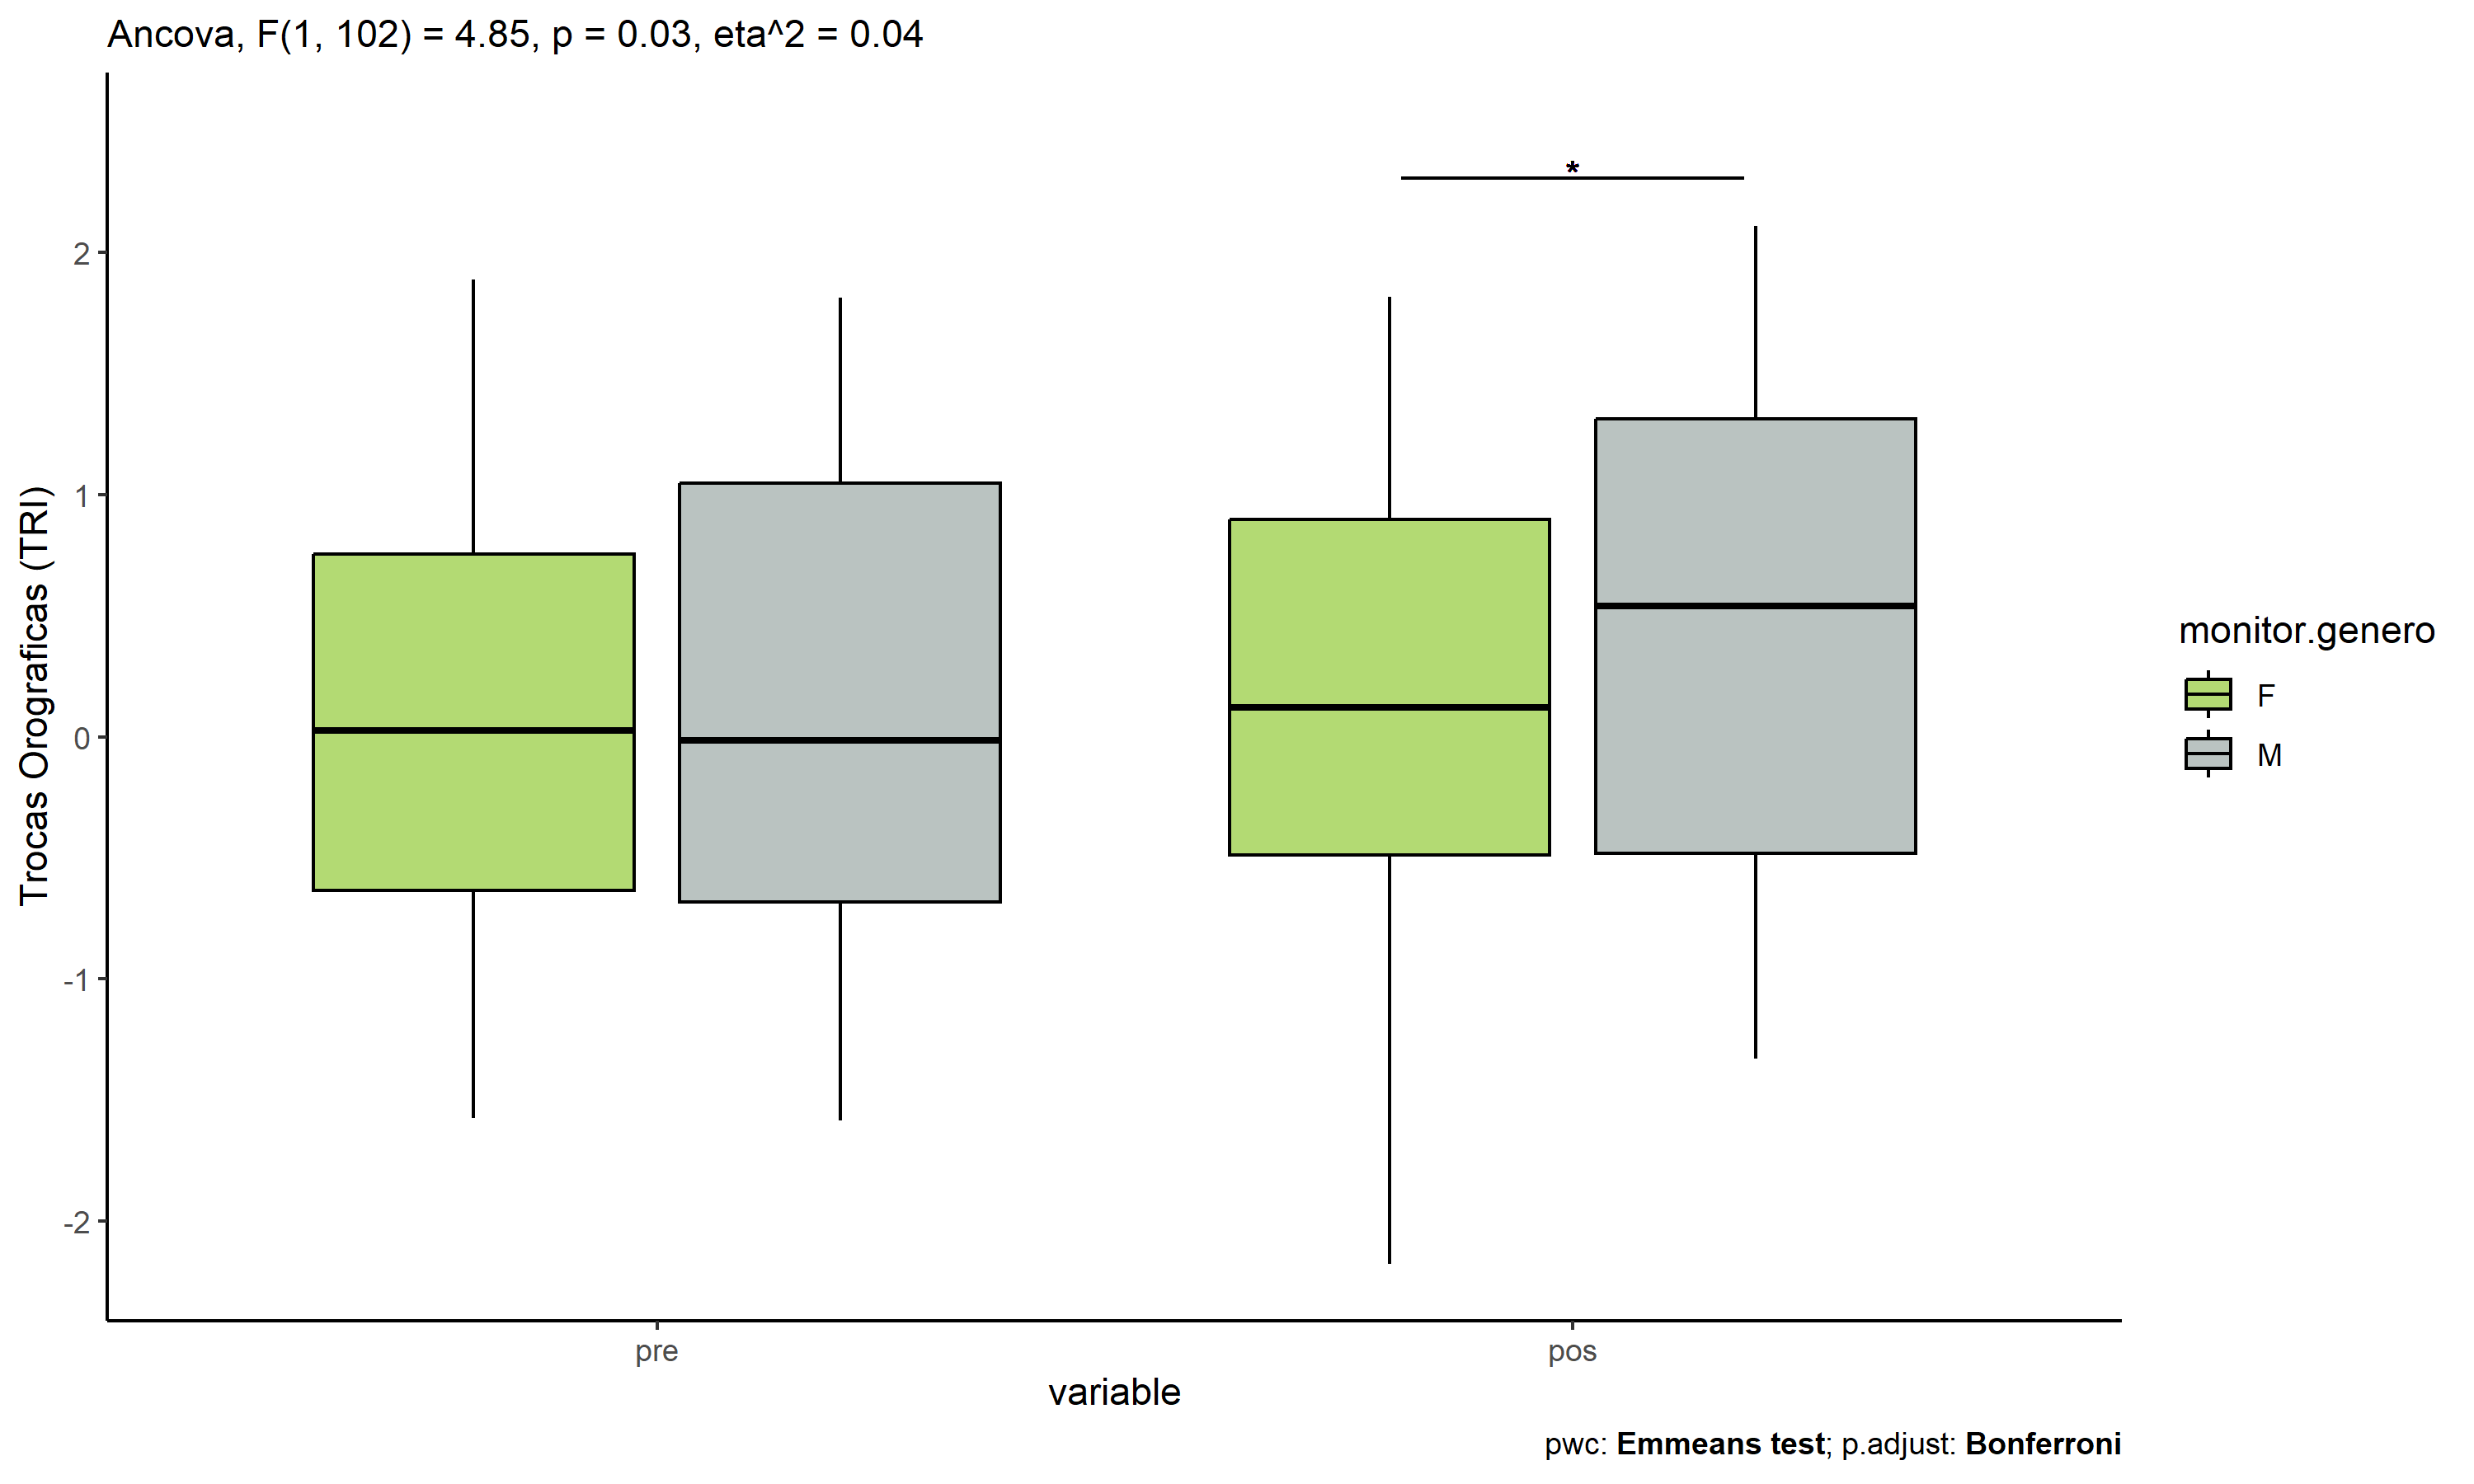 Ancova, F(1, 102) = 4.85, p = 0.03, eta^2 = 0.04
*
2
1
0
-1
-2
Trocas Orograficas (TRI)
pre
pos
variable
monitor.genero
F
M
pwc: Emmeans test; p.adjust: Bonferroni